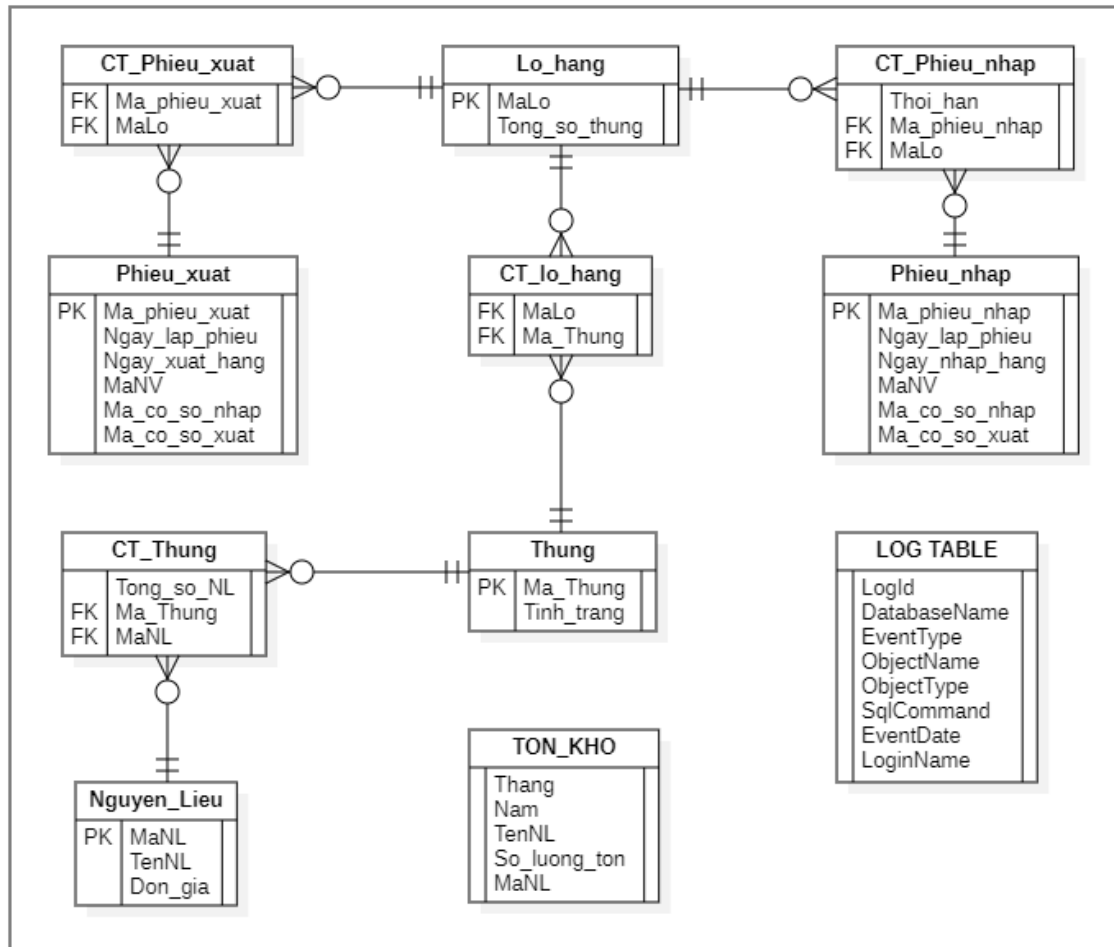 CT_Phieu_xuat
FK Ma_phieu_xuat
FK MaLo
Lo_hang
PK MaLo
Tong_so_thung
CT_Phieu_nhap
Thoi_han
FK Ma_phieu_nhap
FK MaLo
Phieu_xuat
PK Ma_phieu_xuat
Ngay_lap_phieu
Ngay_xuat_hang
MaNV
Ma_co_so_nhap
Ma_co_so_xuat
CT_lo_hang
FK MaLo
FK Ma_Thung
Phieu_nhap
PK Ma_phieu_nhap
Ngay_lap_phieu
Ngay_nhap_hang
MaNV
Ma_co_so_nhap
Ma_co_so_xuat
CT_Thung
Tong_so_NL
FK Ma_Thung
FK MaNL
Thung
PK Ma_Thung
Tinh_trang
LOG TABLE
LogId
DatabaseName
EventType
ObjectName
ObjectType
SqlCommand
EventDate
LoginName
Nguyen_Lieu
PK MaNL
TenNL
Don_gia
TON_KHO
Thang
Nam
TenNL
So_luong_ton
MaNL